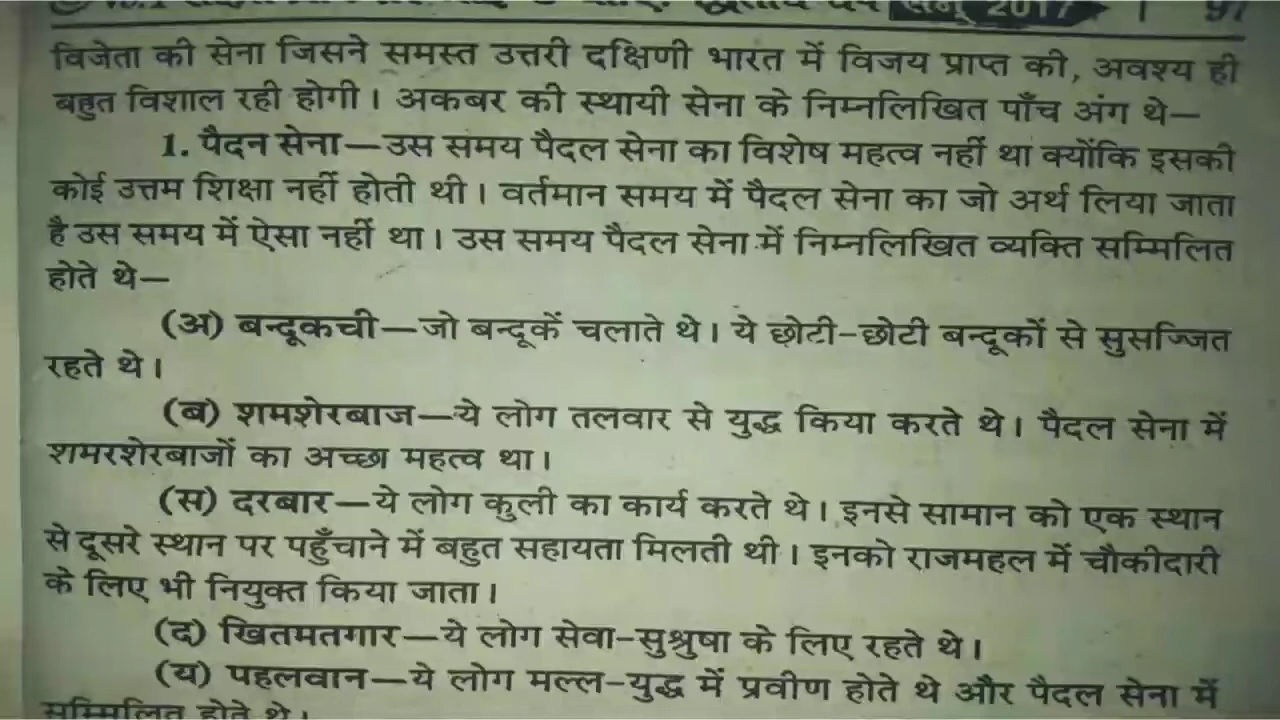 सन् 2017 97
विजेता की सेना जिसने समस्त उत्तरी दक्षिणी भारत में विजय प्राप्त की, अवश्य ही
बहुत विशाल रही होगी। अकबर की स्थायी सेना के निम्नलिखित पाँच अंग थे—
1. पैदन सेना—उस समय पैदल सेना का विशेष महत्व नहीं था क्योंकि इसकी
कोई उत्तम शिक्षा नहीं होती थी। वर्तमान समय में पैदल सेना का जो अर्थ लिया जाता
है उस समय में ऐसा नहीं था। उस समय पैदल सेना में निम्नलिखित व्यक्ति सम्मिलित
होते थे—
(अ) बन्दूकची—जो बन्दूकें चलाते थे। ये छोटी-छोटी बन्दूकों से सुसज्जित
रहते थे।
(ब) शमशेरबाज—ये लोग तलवार से युद्ध किया करते थे। पैदल सेना में
शमरशेरबाजों का अच्छा महत्व था।
(स) दरबार—ये लोग कुली का कार्य करते थे। इनसे सामान को एक स्थान
से दूसरे स्थान पर पहुँचाने में बहुत सहायता मिलती थी। इनको राजमहल में चौकीदारी
के लिए भी नियुक्त किया जाता।
(द) खितमतगार—ये लोग सेवा-सुश्रुषा के लिए रहते थे।
(य) पहलवान—ये लोग मल्ल-युद्ध में प्रवीण होते थे और पैदल सेना में
सम्मिलित होते थे।